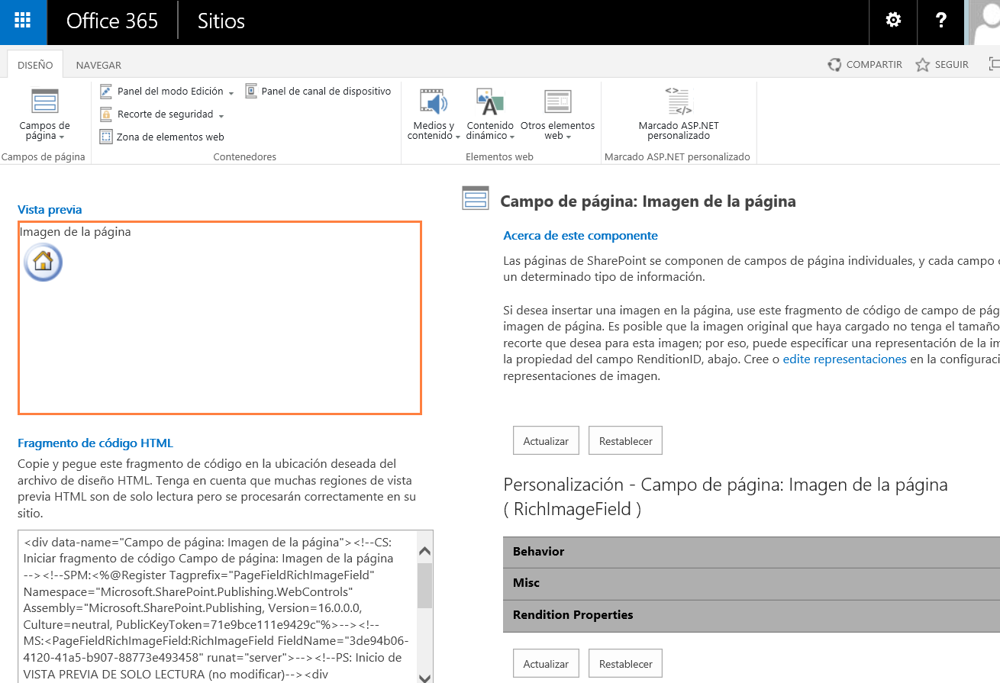 Office 365
Sitios
?
DISEÑO
NAVEGAR
COMPARTIR
SEGUIR
Campos de
página
Campos de página
Panel del modo Edición
Panel de canal de dispositivo
Recorte de seguridad
Zona de elementos web
Contenedores
Medios y
contenido
Contenido
dinámico
Otros elementos
web
Elementos web
Marcado ASP.NET
personalizado
Marcado ASP.NET personalizado
Vista previa
Imagen de la página
Fragmento de código HTML
Copie y pegue este fragmento de código en la ubicación deseada del
archivo de diseño HTML. Tenga en cuenta que muchas regiones de vista
previa HTML son de solo lectura pero se procesarán correctamente en su
sitio.
<div data-name="Campo de página: Imagen de la página"><!--CS:
Iniciar fragmento de código Campo de página: Imagen de la página
--><!--SPM:<%@Register Tagprefix="PageFieldRichImageField"
Namespace="Microsoft.SharePoint.Publishing.WebControls"
Assembly="Microsoft.SharePoint.Publishing, Version=16.0.0.0,
Culture=neutral, PublicKeyToken=71e9bce111e9429c"%>--><!--
MS:<PageFieldRichImageField:RichImageField FieldName="3de94b06-
4120-41a5-b907-88773e493458" runat="server">--><!--PS: Inicio de
VISTA PREVIA DE SOLO LECTURA (no modificar)--><div
Campo de página: Imagen de la página
Acerca de este componente
Las páginas de SharePoint se componen de campos de página individuales, y cada campo
un determinado tipo de información.
Si desea insertar una imagen en la página, use este fragmento de código de campo de pág
imagen de página. Es posible que la imagen original que haya cargado no tenga el tamaño
recorte que desea para esta imagen; por eso, puede especificar una representación de la im
la propiedad del campo RenditionID, abajo. Cree o edite representaciones en la configuraci
representaciones de imagen.
Actualizar
Restablecer
Personalización - Campo de página: Imagen de la página
( RichImageField )
Behavior
Misc
Rendition Properties
Actualizar
Restablecer